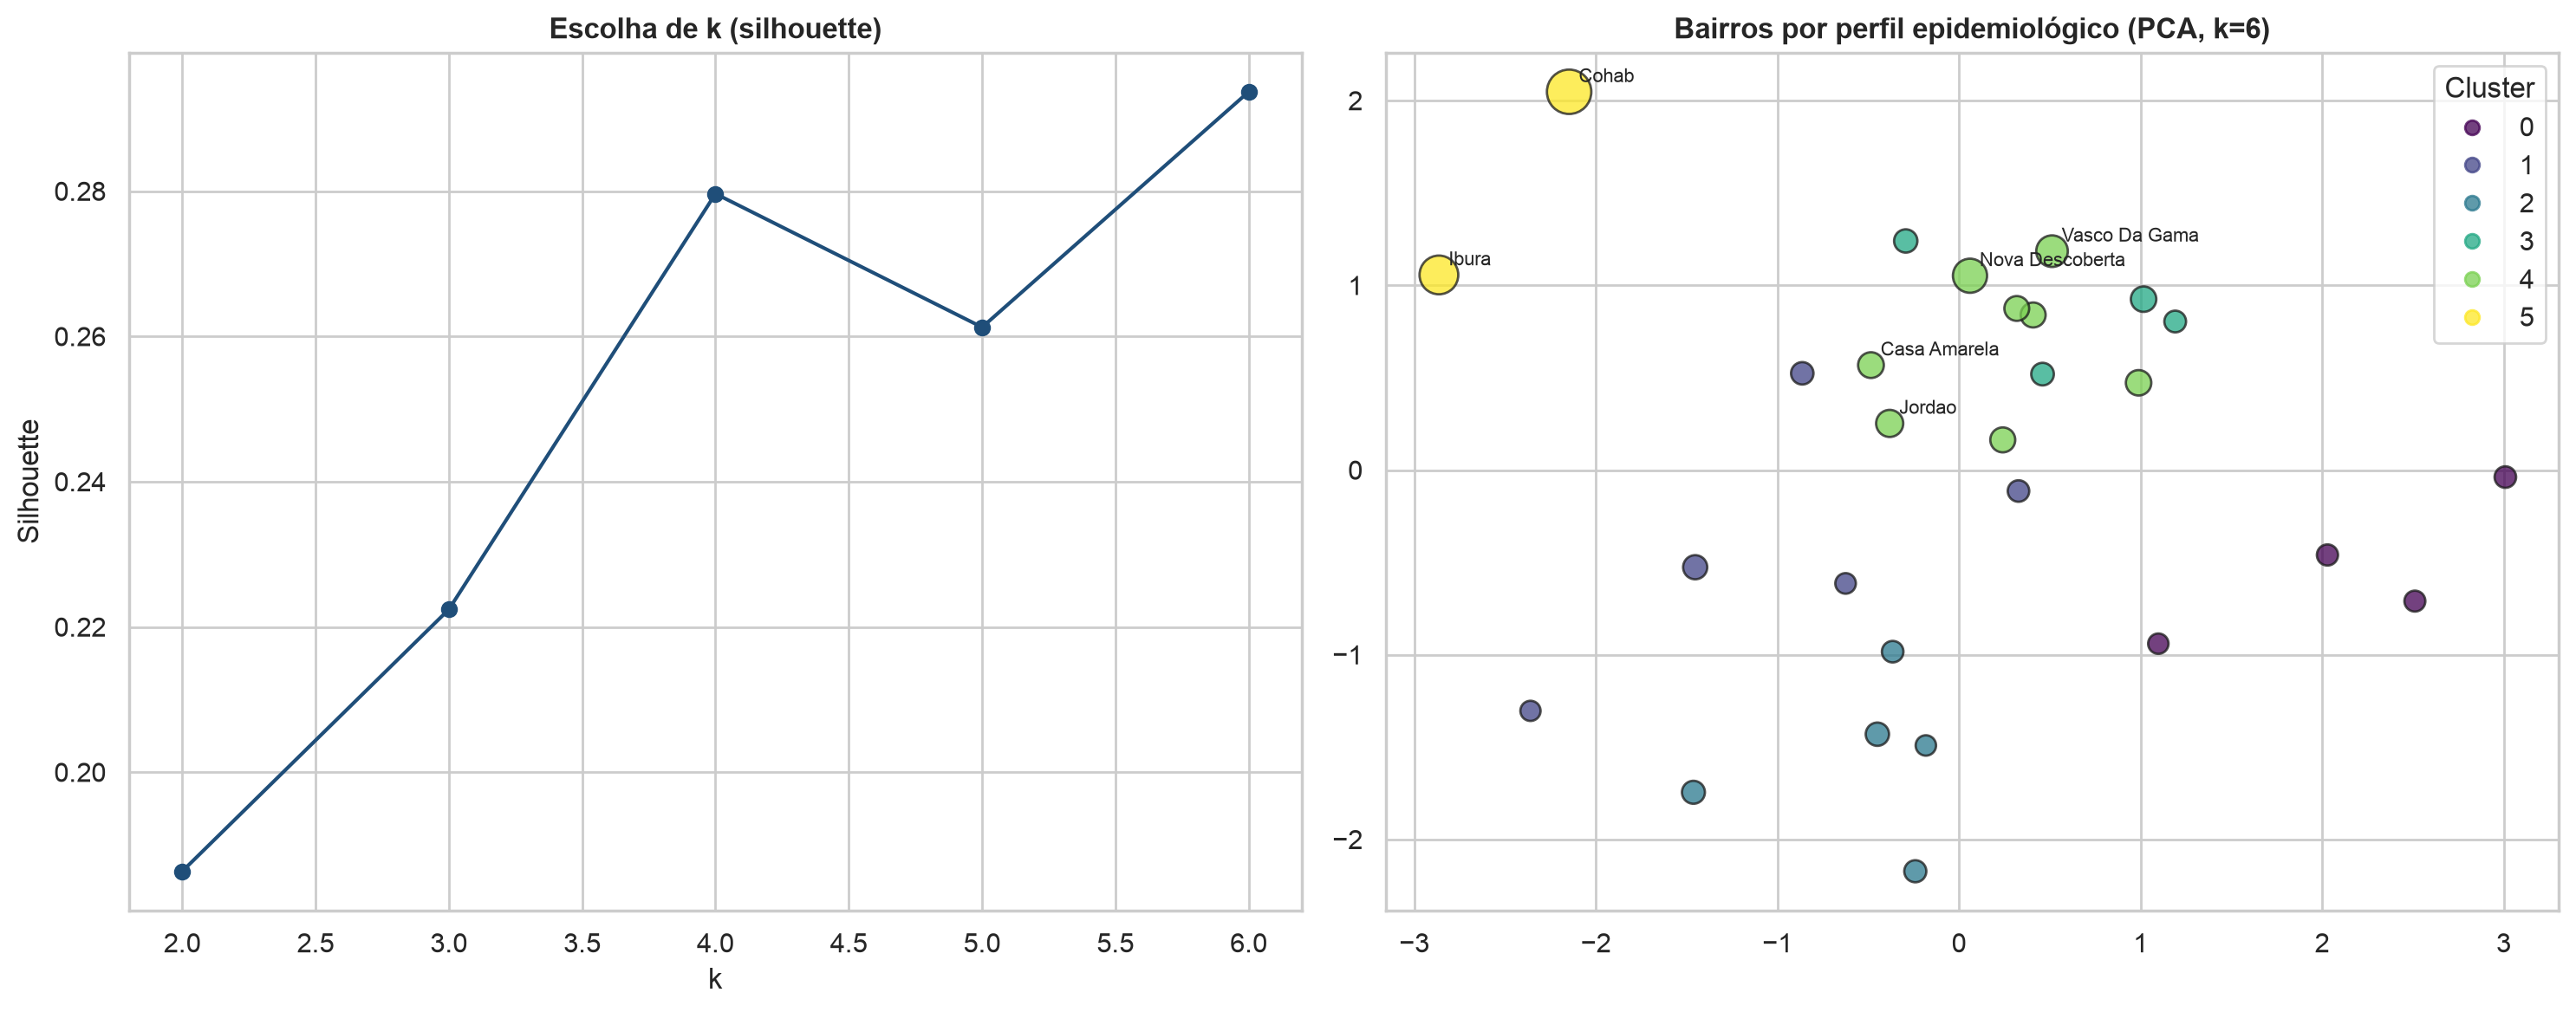 Escolha de k (silhouette)
Silhouette
0.28
0.26
0.24
0.22
0.20
2.0 2.5 3.0 3.5 4.0 4.5 5.0 5.5 6.0
k
Bairros por perfil epidemiológico (PCA, k=6)
2
1
0
−1
−2
−3 −2 −1 0 1 2 3
Cohab
Ibura
Vasco Da Gama
Nova Descoberta
Casa Amarela
Jordao
Cluster
0
1
2
3
4
5